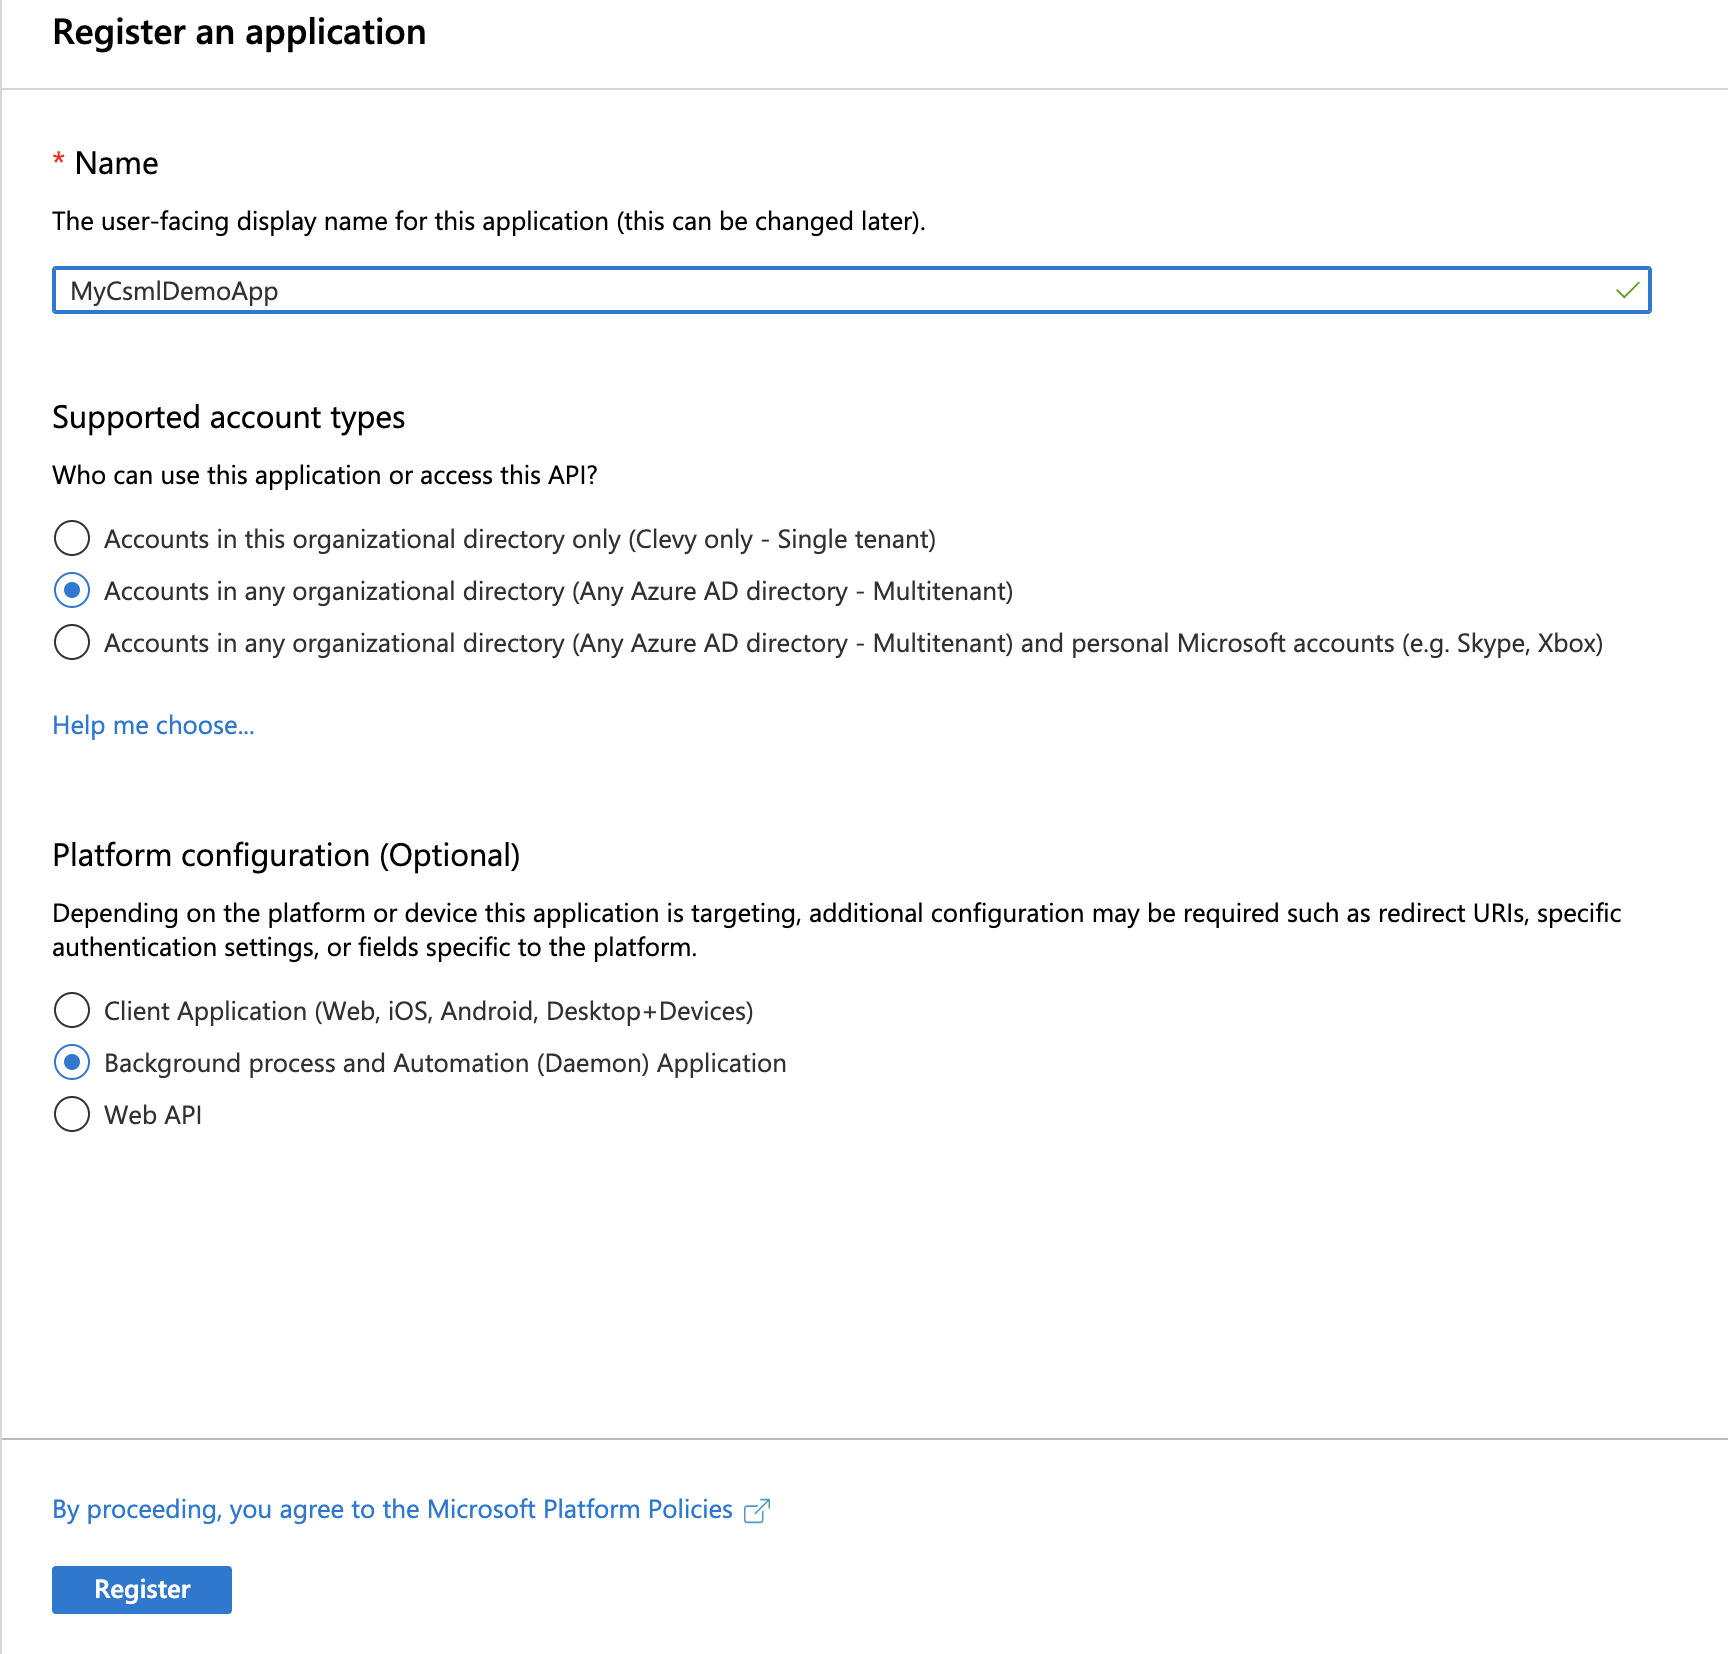 Register an application
* Name
The user-facing display name for this application (this can be changed later).
MyCsmlDemoApp
Supported account types
Who can use this application or access this API?
Accounts in this organizational directory only (Clevy only - Single tenant)
Accounts in any organizational directory (Any Azure AD directory - Multitenant)
Accounts in any organizational directory (Any Azure AD directory - Multitenant) and personal Microsoft accounts (e.g. Skype, Xbox)
Help me choose...
Platform configuration (Optional)
Depending on the platform or device this application is targeting, additional configuration may be required such as redirect URIs, specific
authentication settings, or fields specific to the platform.
Client Application (Web, iOS, Android, Desktop+Devices)
Background process and Automation (Daemon) Application
Web API
By proceeding, you agree to the Microsoft Platform Policies
Register